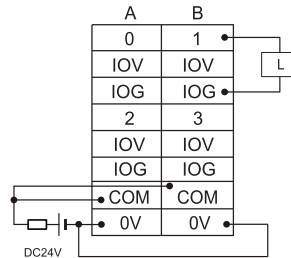 A B
0 1
IOV IOV
IOG IOG
L
2 3
IOV IOV
IOG IOG
COM COM
0V 0V
DC24V